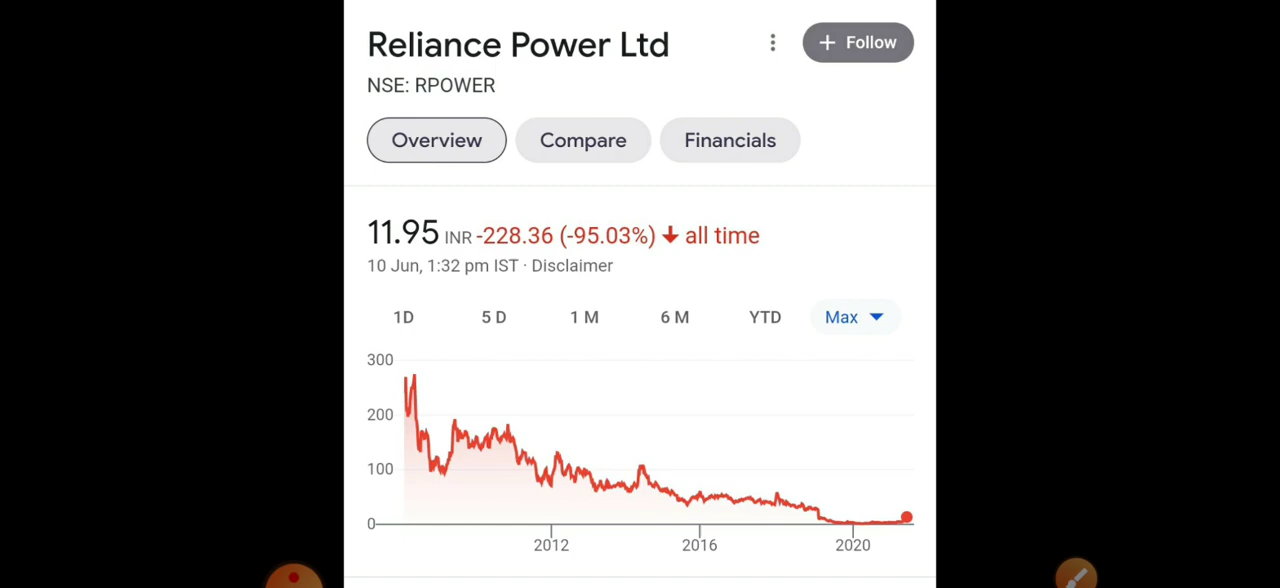 Reliance Power Ltd
+ Follow
NSE: RPOWER
Overview Compare Financials
11.95 INR -228.36 (-95.03%) ↓ all time
10 Jun, 1:32 pm IST · Disclaimer
1D 5 D 1 M 6 M YTD Max
300
200
100
0
2012 2016 2020